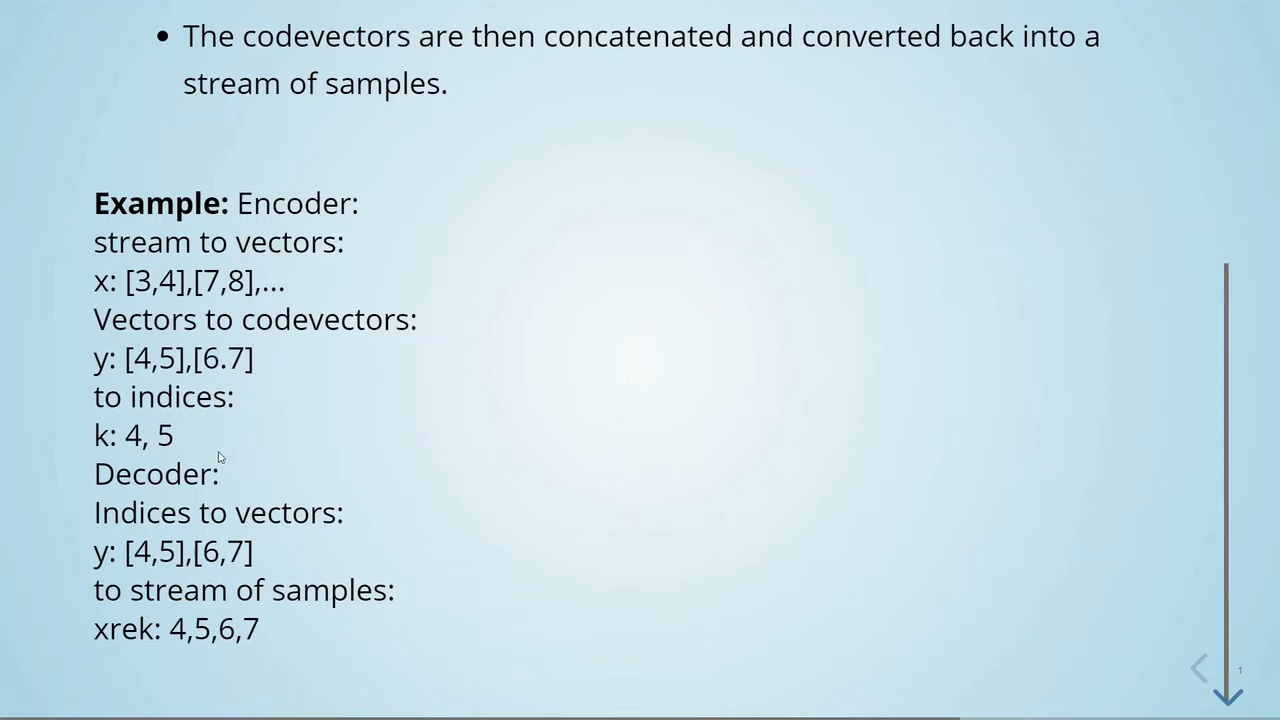 • The codevectors are then concatenated and converted back into a
stream of samples.
Example: Encoder:
stream to vectors:
x: [3,4],[7,8],...
Vectors to codevectors:
y: [4,5],[6.7]
to indices:
k: 4, 5
Decoder:
Indices to vectors:
y: [4,5],[6,7]
to stream of samples:
xrek: 4,5,6,7
1